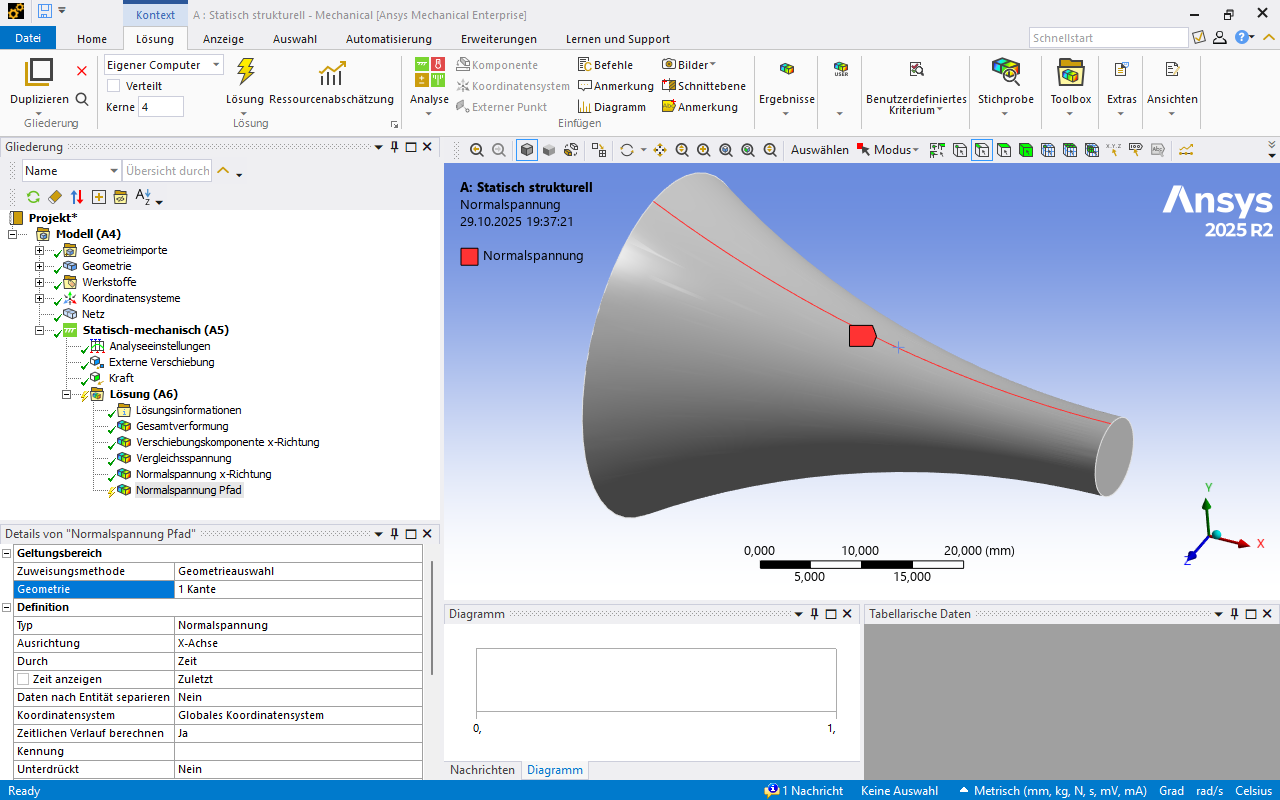 Kontext
A : Statisch strukturell - Mechanical [Ansys Mechanical Enterprise]
Datei
Home
Lösung
Anzeige
Auswahl
Automatisierung
Erweiterungen
Lernen und Support
Schnellstart
Duplizieren
Gliederung
Eigener Computer
Verteilt
Kerne 4
Lösung
Ressourcenabschätzung
Lösung
Analyse
Komponente
Koordinatensystem
Externer Punkt
Befehle
Anmerkung
Diagramm
Bilder
Schnittebene
Anmerkung
Einfügen
Ergebnisse
USER
Benutzerdefiniertes
Kriterium
Stichprobe
Toolbox
Extras
Ansichten
Gliederung
Name
Übersicht durch
Auswählen
Modus
Projekt*
Modell (A4)
Geometrieimporte
Geometrie
Werkstoffe
Koordinatensysteme
Netz
Statisch-mechanisch (A5)
Analyseeinstellungen
Externe Verschiebung
Kraft
Lösung (A6)
Lösungsinformationen
Gesamtverformung
Verschiebungskomponente x-Richtung
Vergleichsspannung
Normalspannung x-Richtung
Normalspannung Pfad
A: Statisch strukturell
Normalspannung
29.10.2025 19:37:21
Normalspannung
Ansys
2025 R2
0,000
10,000
20,000 (mm)
5,000
15,000
Y
X
Z
Details von "Normalspannung Pfad"
Geltungsbereich
Zuweisungsmethode Geometrieauswahl
Geometrie 1 Kante
Definition
Typ Normalspannung
Ausrichtung X-Achse
Durch Zeit
Zeit anzeigen Zuletzt
Daten nach Entität separieren Nein
Koordinatensystem Globales Koordinatensystem
Zeitlichen Verlauf berechnen Ja
Kennung
Unterdrückt Nein
Diagramm
0,
1,
Nachrichten
Diagramm
Tabellarische Daten
Ready
1 Nachricht
Keine Auswahl
Metrisch (mm, kg, N, s, mV, mA)
Grad
rad/s
Celsius